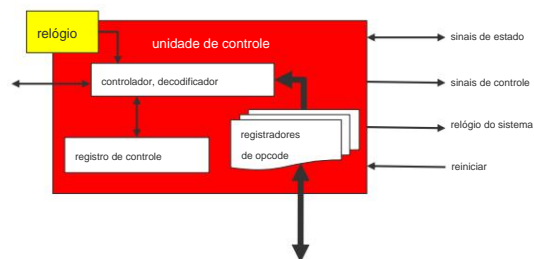 relógio
unidade de controle
sinais de estado
controlador, decodificador
sinais de controle
registradores
de opcode
relógio do sistema
registro de controle
reiniciar